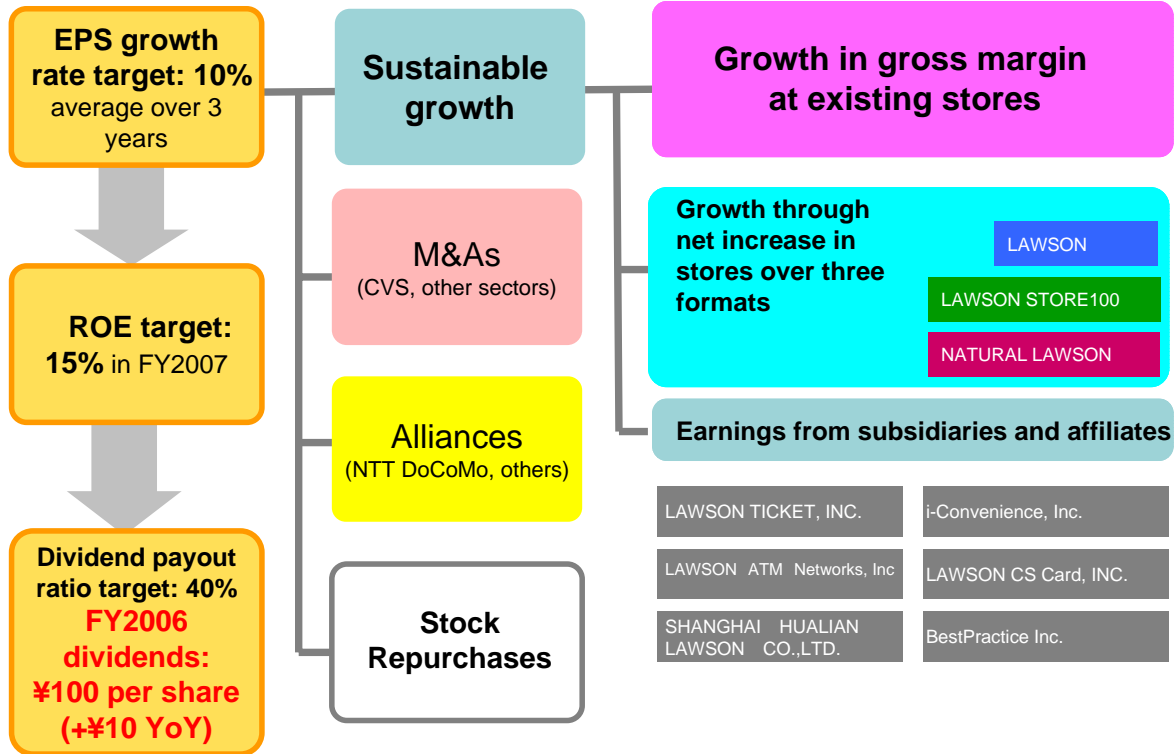 EPS growth
rate target: 10%
average over 3
years
ROE target:
15% in FY2007
Dividend payout
ratio target: 40%
FY2006
dividends:
¥100 per share
(+¥10 YoY)
Sustainable
growth
M&As
(CVS, other sectors)
Alliances
(NTT DoCoMo, others)
Stock
Repurchases
Growth in gross margin
at existing stores
Growth through
net increase in
stores over three
formats
LAWSON
LAWSON STORE100
NATURAL LAWSON
Earnings from subsidiaries and affiliates
LAWSON TICKET, INC.
i-Convenience, Inc.
LAWSON ATM Networks, Inc
LAWSON CS Card, INC.
SHANGHAI HUALIAN
LAWSON CO.,LTD.
BestPractice Inc.